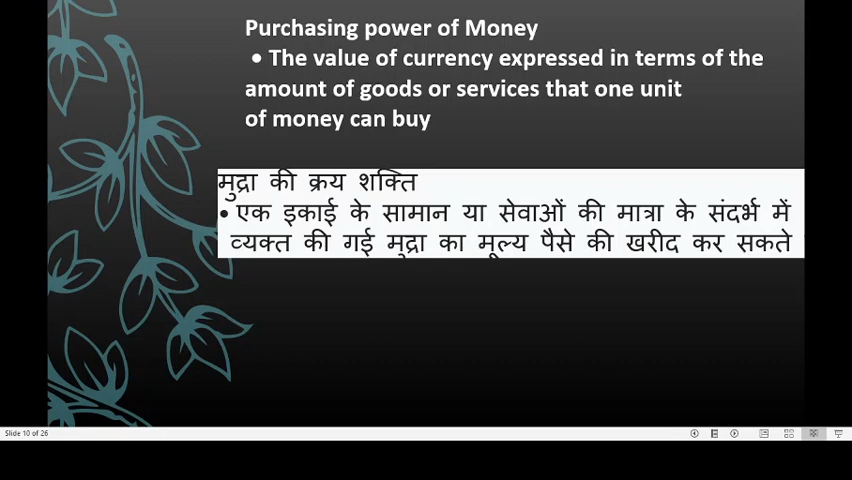 Purchasing power of Money
• The value of currency expressed in terms of the
amount of goods or services that one unit
of money can buy
मुद्रा की क्रय शक्ति
• एक इकाई के सामान या सेवाओं की मात्रा के संदर्भ में
व्यक्त की गई मुद्रा का मूल्य पैसे की खरीद कर सकते
Slide 10 of 26